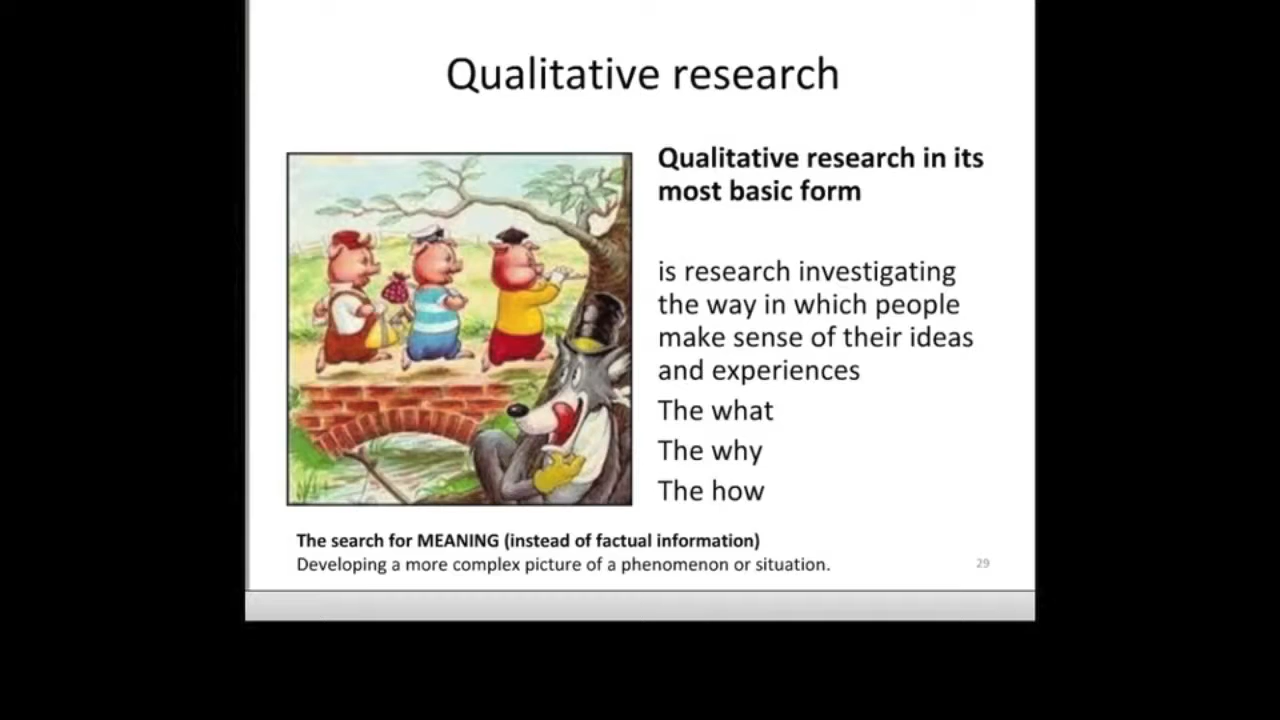 Qualitative research
Qualitative research in its
most basic form
is research investigating
the way in which people
make sense of their ideas
and experiences
The what
The why
The how
The search for MEANING (instead of factual information)
Developing a more complex picture of a phenomenon or situation.
29